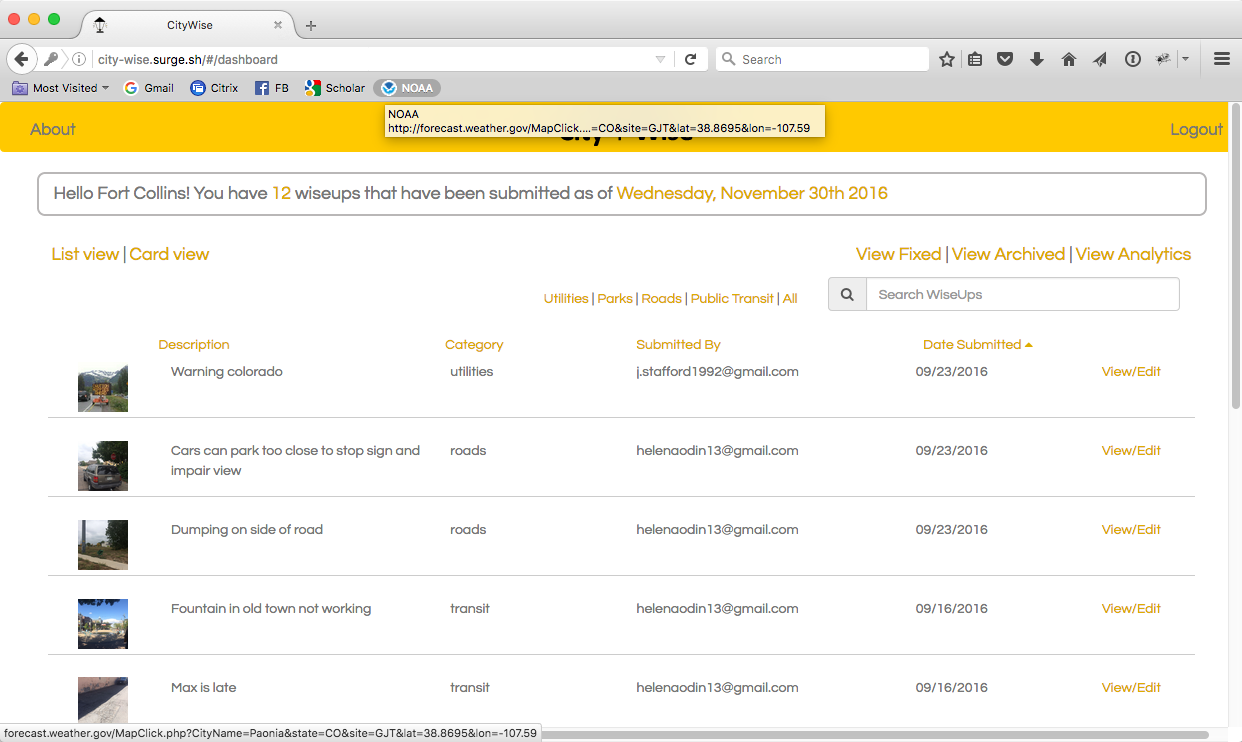 CityWise
city-wise.surge.sh/#/dashboard
Search
Most Visited
Gmail
Citrix
FB
Scholar
NOAA
NOAA
http://forecast.weather.gov/MapClick....=CO&site=GJT&lat=38.8695&lon=-107.59
About
Logout
Hello Fort Collins! You have 12 wiseups that have been submitted as of Wednesday, November 30th 2016
List view | Card view
View Fixed | View Archived | View Analytics
Utilities | Parks | Roads | Public Transit | All
Search WiseUps
Description Category Submitted By Date Submitted
Warning colorado utilities j.stafford1992@gmail.com 09/23/2016 View/Edit
Cars can park too close to stop sign and
impair view
roads helenaodin13@gmail.com 09/23/2016 View/Edit
Dumping on side of road roads helenaodin13@gmail.com 09/23/2016 View/Edit
Fountain in old town not working transit helenaodin13@gmail.com 09/16/2016 View/Edit
Max is late transit helenaodin13@gmail.com 09/16/2016 View/Edit
forecast.weather.gov/MapClick.php?CityName=Paonia&state=CO&site=GJT&lat=38.8695&lon=-107.59